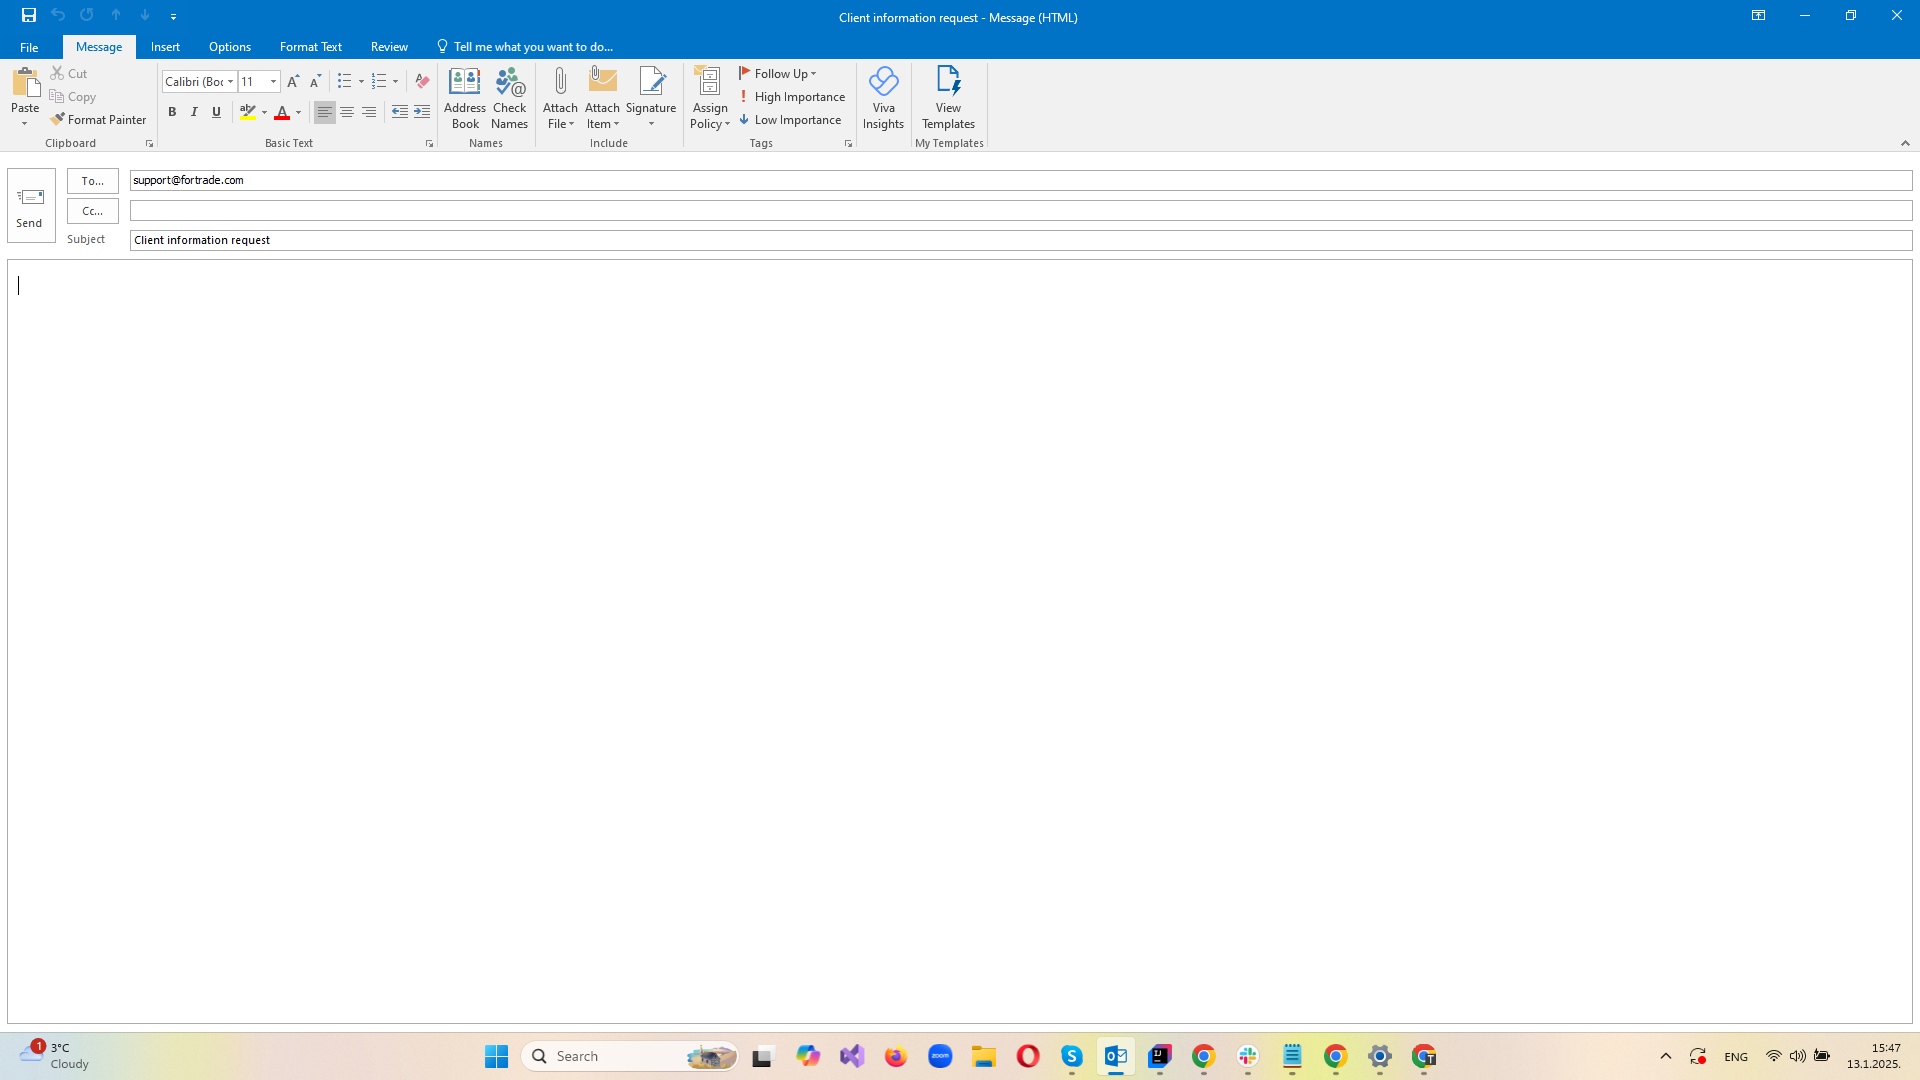 Client information request - Message (HTML)
File Message Insert Options Format Text Review Tell me what you want to do...
Paste
Cut
Copy
Format Painter
Clipboard
Calibri (Boc 11
B I U
Basic Text
Address Book
Check Names
Names
Attach File
Attach Item
Signature
Include
Assign Policy
Follow Up
High Importance
Low Importance
Tags
Viva Insights
View Templates
My Templates
Send
To... support@fortrade.com
Cc...
Subject Client information request
1
3°C
Cloudy
Search
zoom
ENG
15:47
13.1.2025.